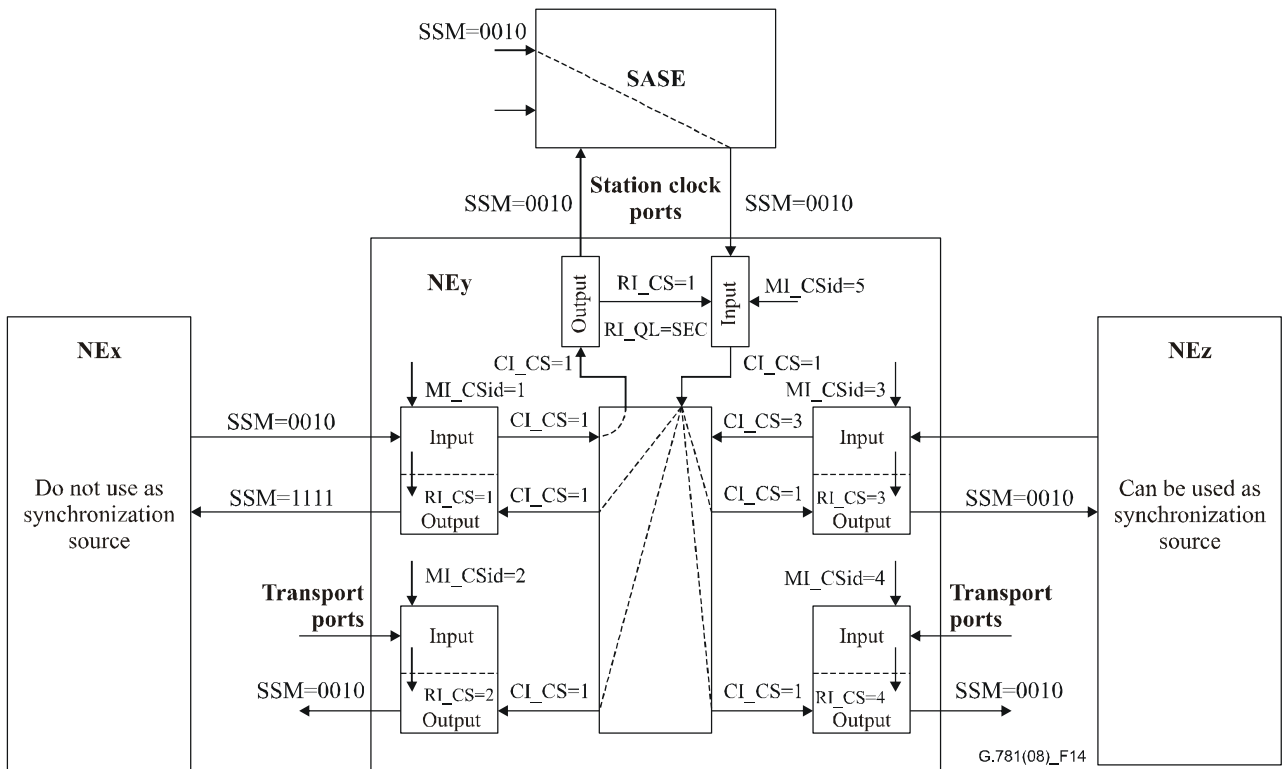 SSM=0010
SASE
Station clock
ports
SSM=0010
SSM=0010
NEy
Output
RI_CS=1
Input
MI_CSid=5
RI_QL=SEC
CI_CS=1
CI_CS=1
NEx
NEz
MI_CSid=1
MI_CSid=3
SSM=0010
Input
CI_CS=1
CI_CS=3
Input
Do not use as
synchronization
source
SSM=1111
RI_CS=1
Output
CI_CS=1
CI_CS=1
RI_CS=3
Output
SSM=0010
Can be used as
synchronization
source
MI_CSid=2
MI_CSid=4
Transport
ports
Input
Input
Transport
ports
SSM=0010
RI_CS=2
Output
CI_CS=1
CI_CS=1
RI_CS=4
Output
SSM=0010
G.781(08)_F14